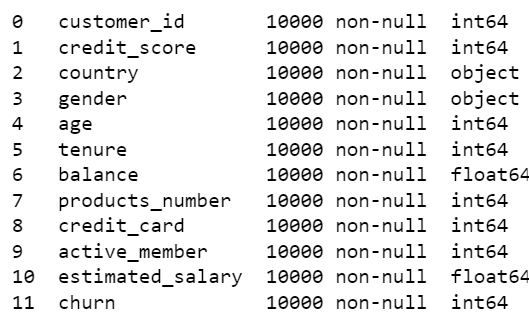 0 customer_id 10000 non-null int64
1 credit_score 10000 non-null int64
2 country 10000 non-null object
3 gender 10000 non-null object
4 age 10000 non-null int64
5 tenure 10000 non-null int64
6 balance 10000 non-null float64
7 products_number 10000 non-null int64
8 credit_card 10000 non-null int64
9 active_member 10000 non-null int64
10 estimated_salary 10000 non-null float64
11 churn 10000 non-null int64